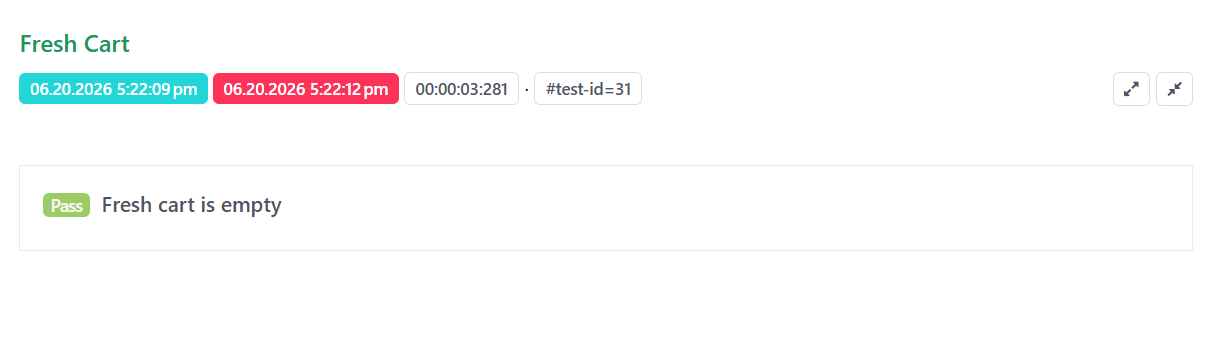 Fresh Cart
06.20.2026 5:22:09 pm 06.20.2026 5:22:12 pm 00:00:03:281 · #test-id=31
Pass Fresh cart is empty